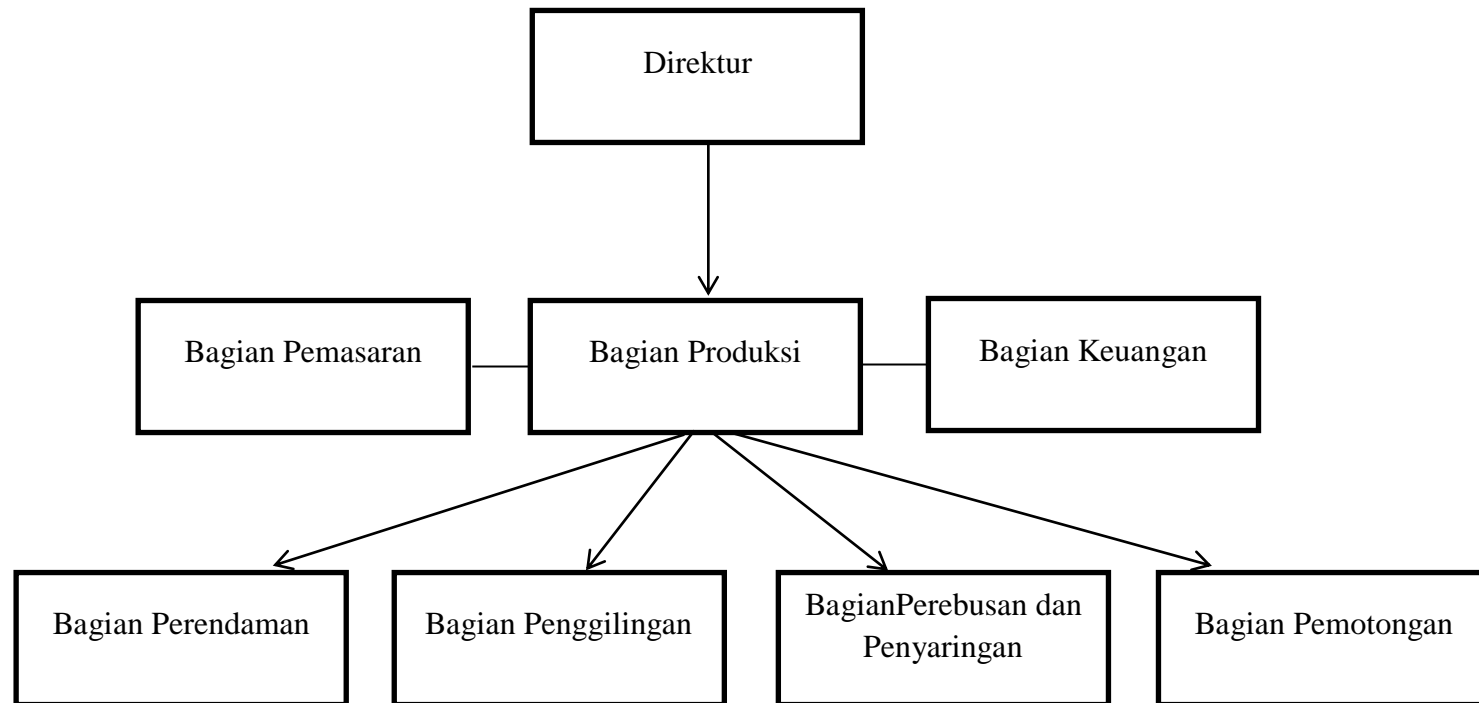 Direktur
Bagian Pemasaran
Bagian Produksi
Bagian Keuangan
Bagian Perendaman
Bagian Penggilingan
BagianPerebusan dan
Penyaringan
Bagian Pemotongan